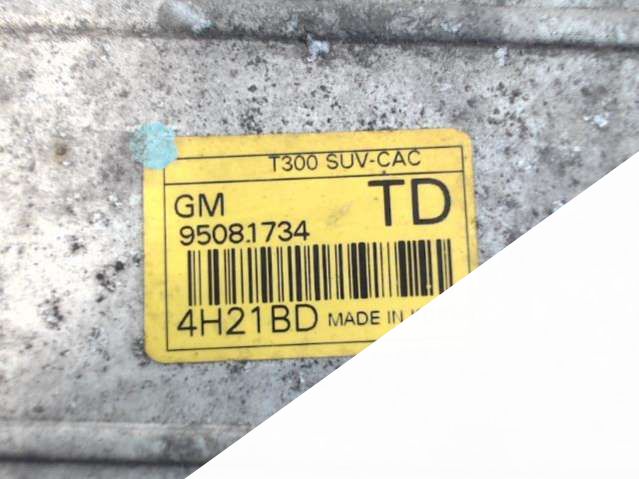 T300 SUV-CAC
GM
TD
95081734
4H21BD MADE IN